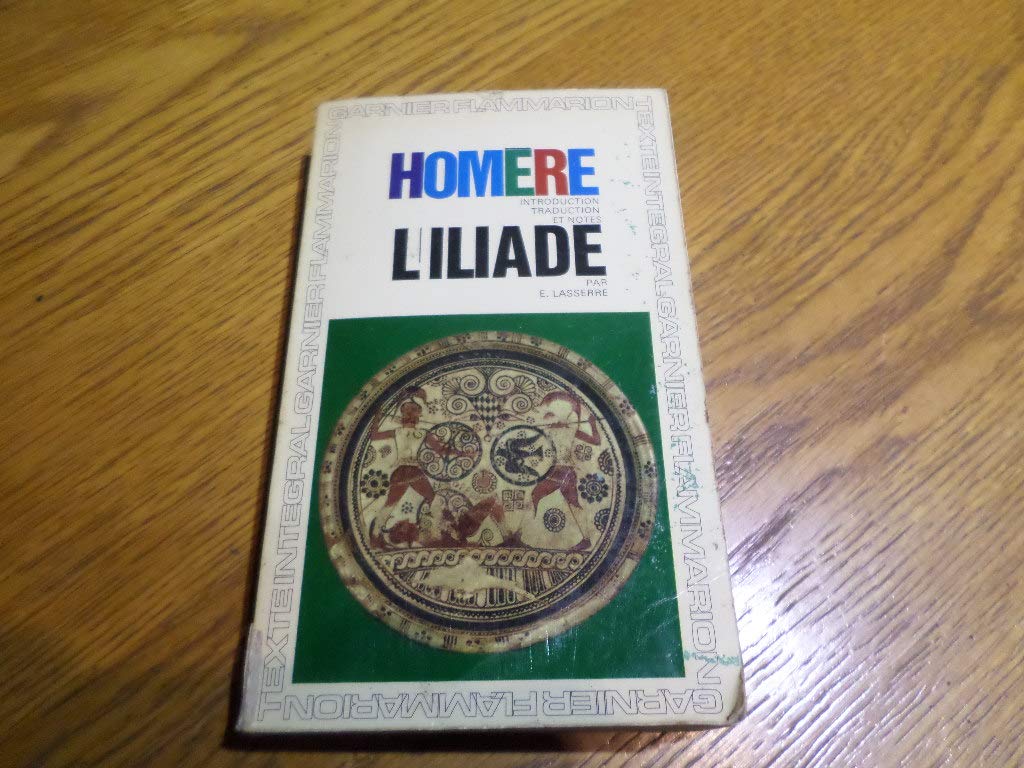 GARNIER FLAMMARION
TEXTE INTEGRAL GARNIER FLAMMARION
HOMERE
INTRODUCTION
TRADUCTION
ET NOTES
L'ILIADE
PAR
E. LASSERRE
TEXTE INTEGRAL GARNIER FLAMMARION
GARNIER FLAMMARION